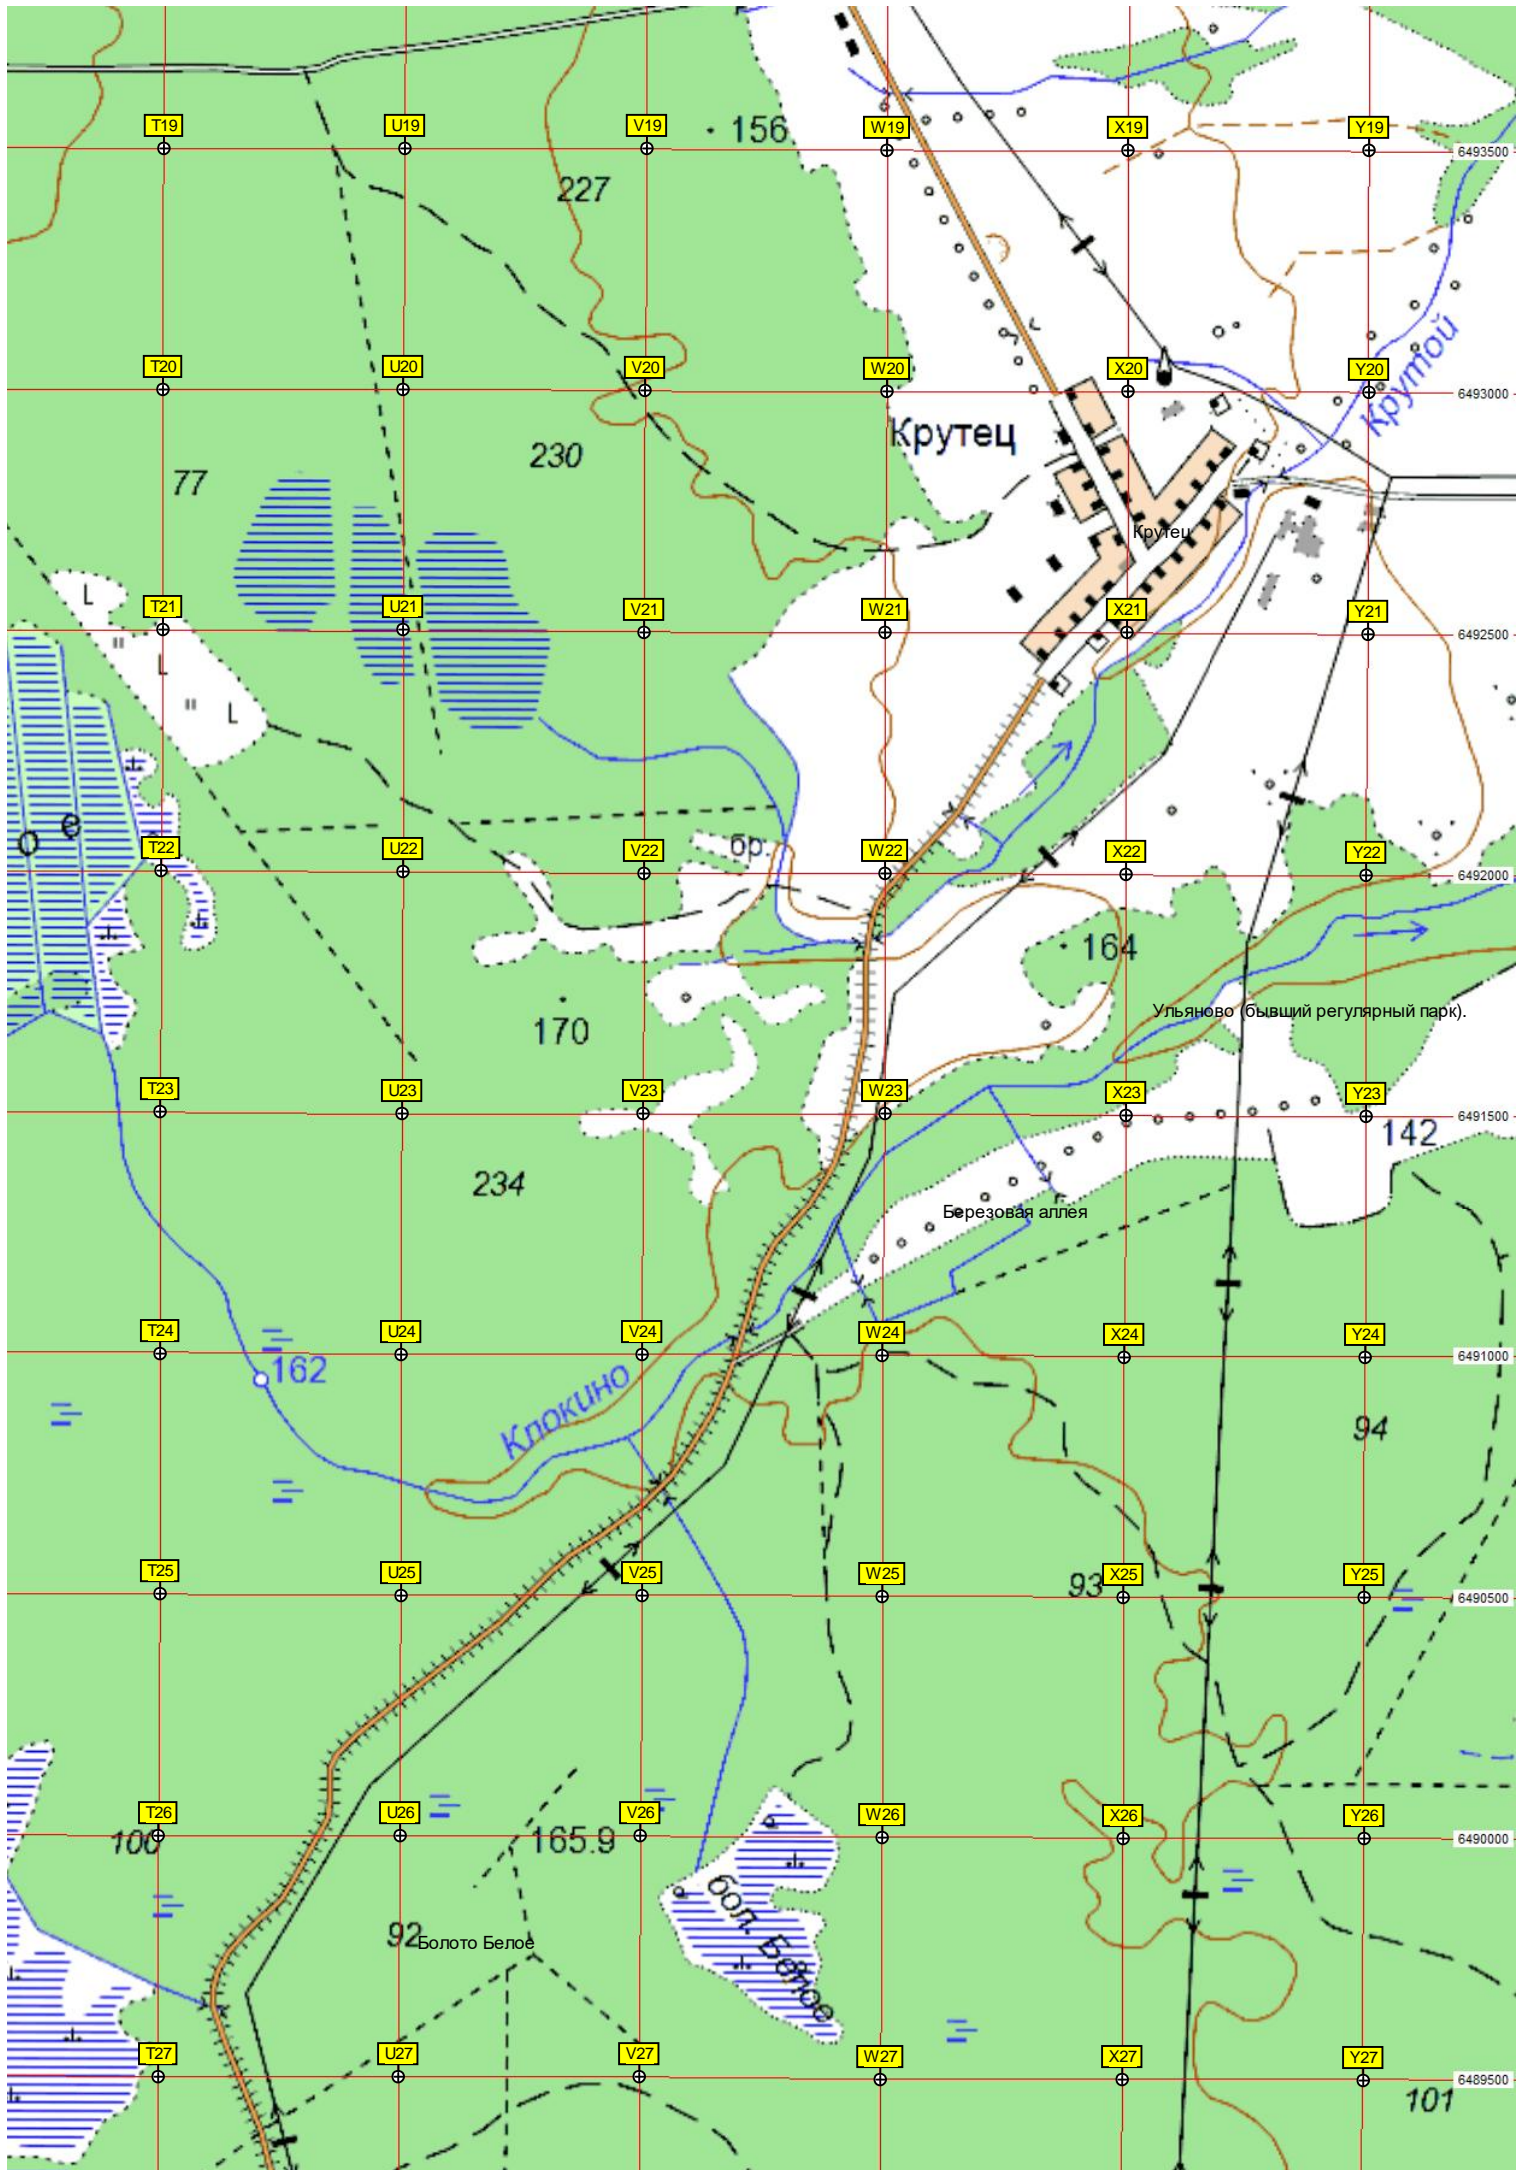 T19
U19
V19
156
W19
X19
Y19
6493500
227
T20
U20
V20
W20
X20
Y20
6493000
Крутой
Крутец
230
77
Крутец
T21
U21
V21
W21
X21
Y21
6492500
L
"
L
"
L
о е
T22
U22
V22
бр.
W22
X22
Y22
6492000
164
170
Ульяново (бывший регулярный парк).
T23
U23
V23
W23
X23
Y23
6491500
142
234
Березовая аллея
T24
U24
V24
W24
X24
Y24
6491000
162
Клокино
94
T25
U25
V25
W25
93
X25
Y25
6490500
T26
U26
V26
W26
X26
Y26
6490000
100
165.9
92
Болото Белое
бол. Белое
T27
U27
V27
W27
X27
Y27
6489500
101